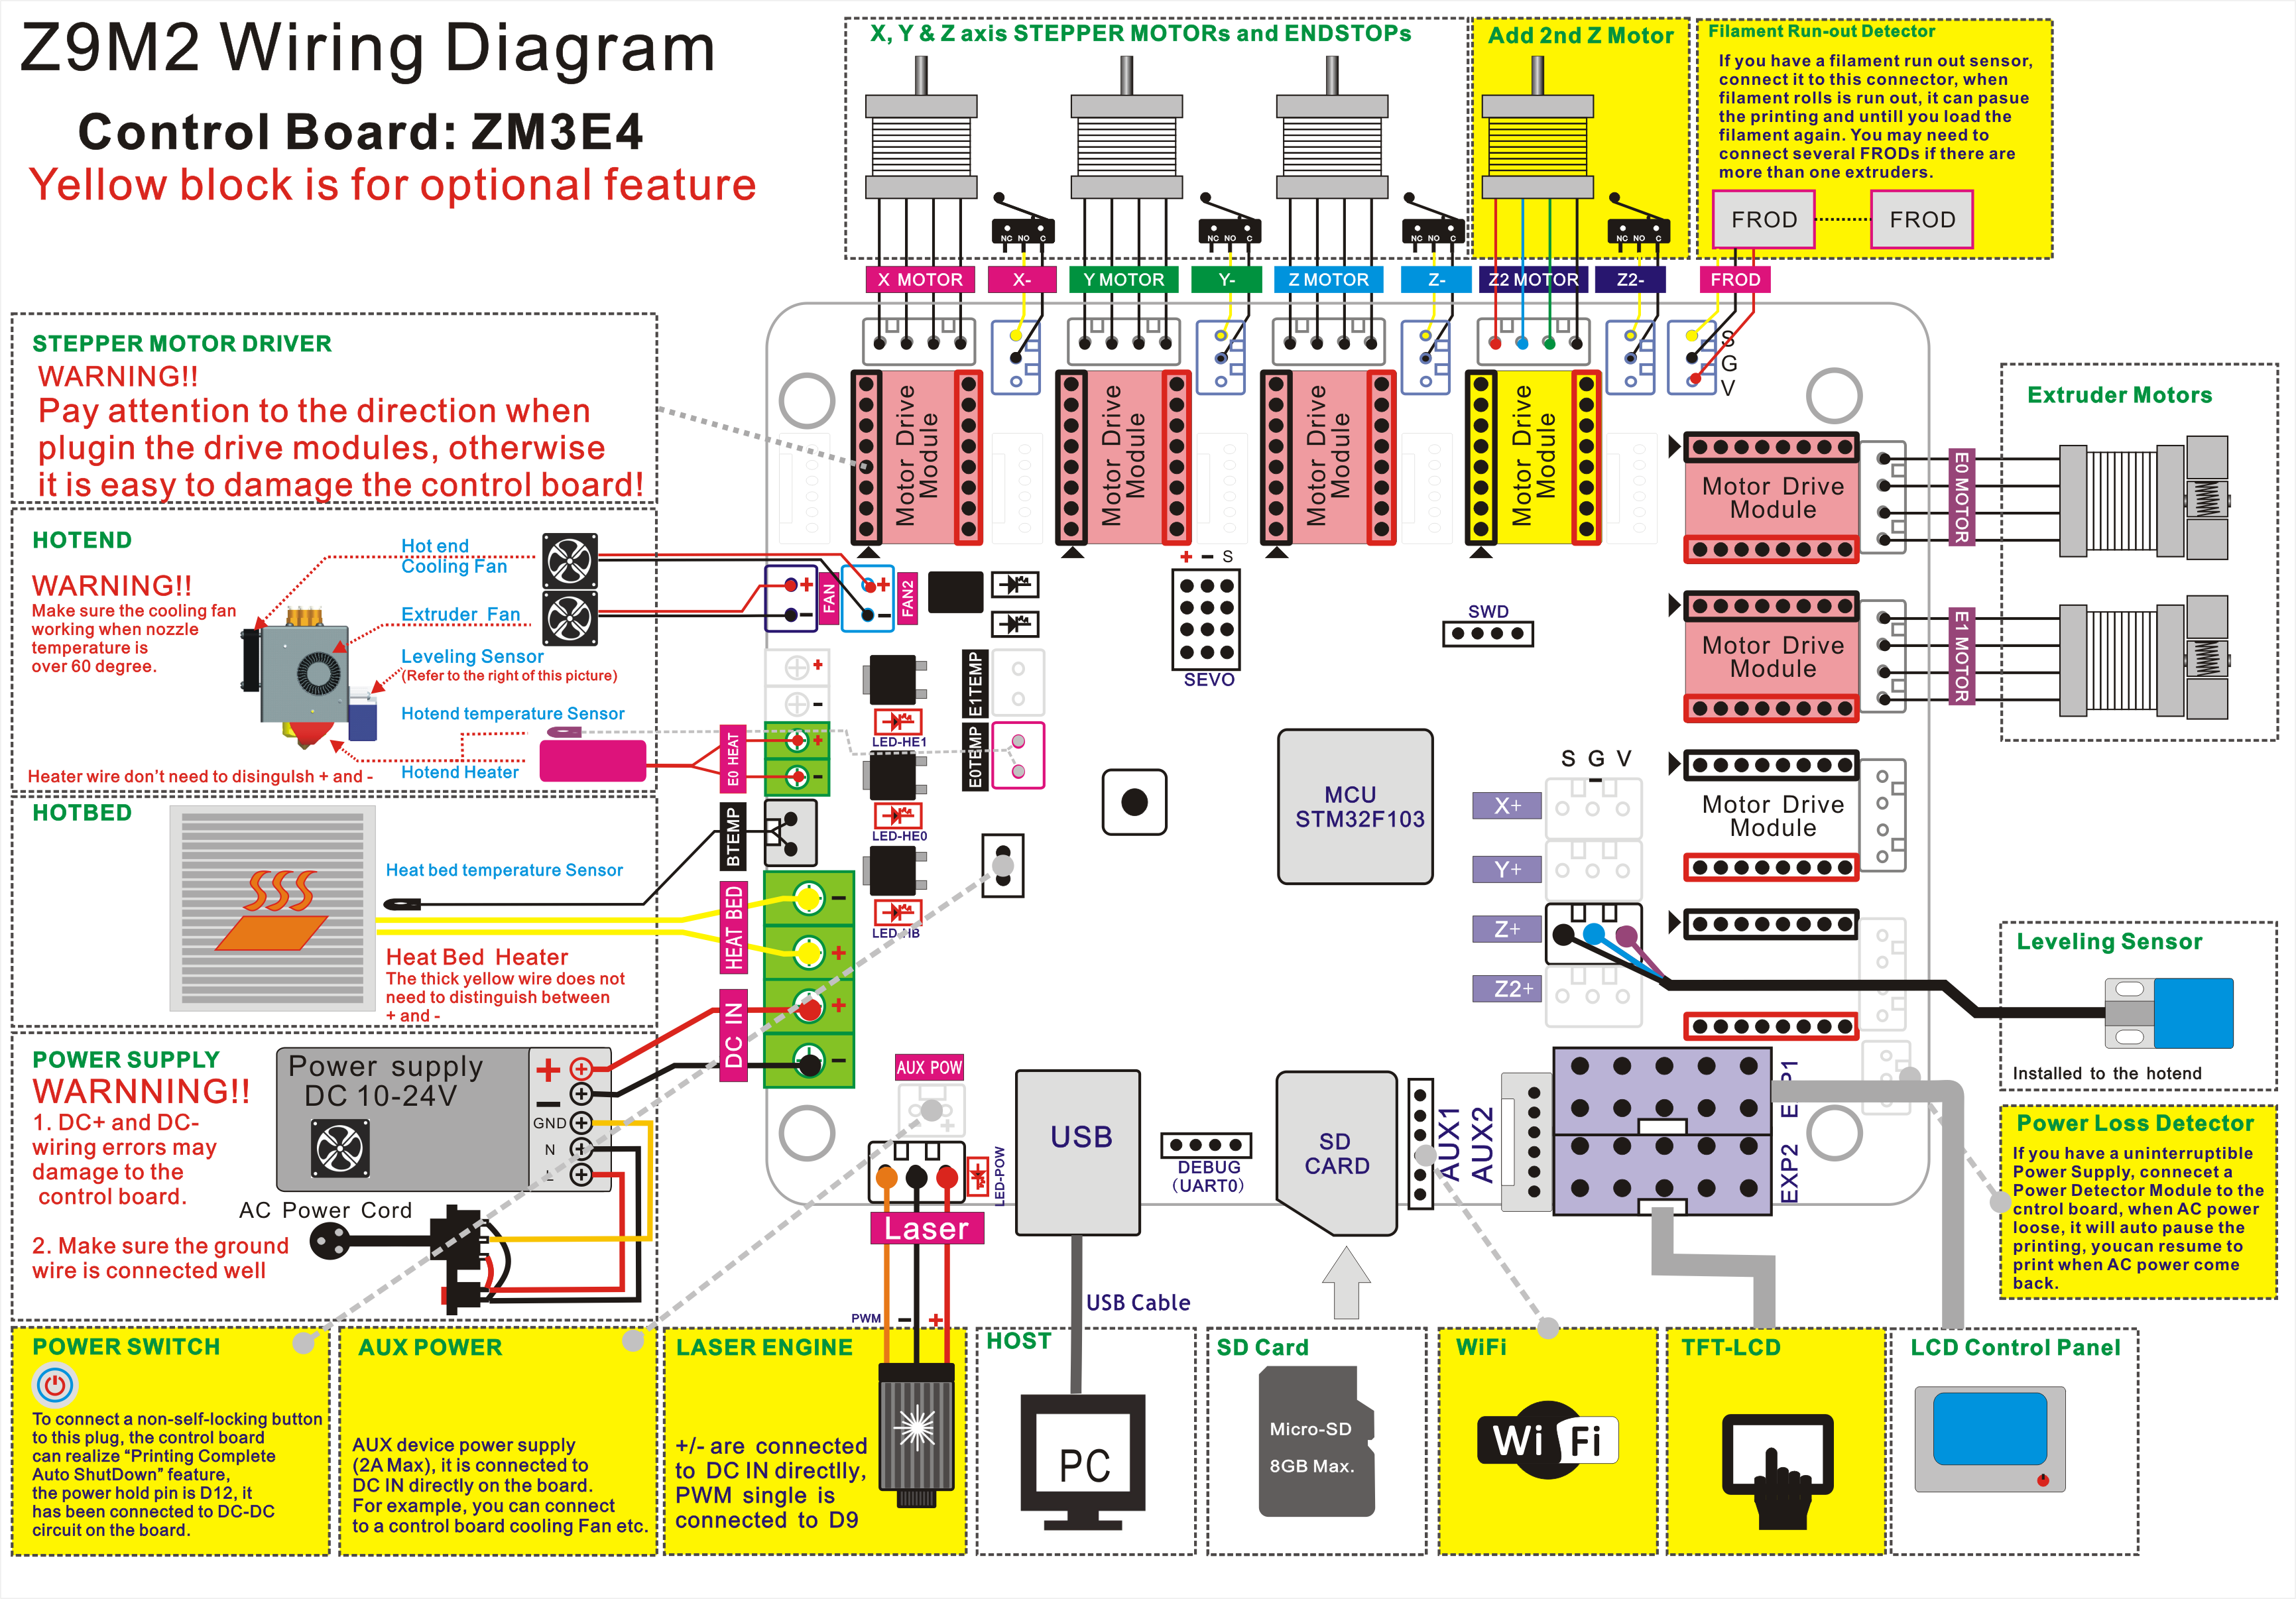 Z9M2 Wiring Diagram
Control Board: ZM3E4
Yellow block is for optional feature
X, Y & Z axis STEPPER MOTORs and ENDSTOPs
NC NO C
NC NO C
NC NO C
Add 2nd Z Motor
NC NO C
Filament Run-out Detector
If you have a filament run out sensor,
connect it to this connector, when
filament rolls is run out, it can pasue
the printing and untill you load the
filament again. You may need to
connect several FRODs if there are
more than one extruders.
FROD
FROD
X MOTOR
X-
Y MOTOR
Y-
Z MOTOR
Z-
Z2 MOTOR
Z2-
FROD
S
G
V
STEPPER MOTOR DRIVER
WARNING!!
Pay attention to the direction when
plugin the drive modules, otherwise
it is easy to damage the control board!
Motor Drive
Module
Motor Drive
Module
Motor Drive
Module
Motor Drive
Module
Extruder Motors
Motor Drive
Module
E0 MOTOR
Motor Drive
Module
E1 MOTOR
Motor Drive
Module
HOTEND
WARNING!!
Make sure the cooling fan
working when nozzle
temperature is
over 60 degree.
Hot end
Cooling Fan
Extruder Fan
Leveling Sensor
(Refer to the right of this picture)
Hotend temperature Sensor
Hotend Heater
Heater wire don't need to disinguish + and -
+
-
FAN
+
-
FAN2
+
-
+
-
E0 HEAT
E1TEMP
E0TEMP
LED-HE1
LED-HE0
LED-HB
+ - S
SEVO
SWD
MCU
STM32F103
S G V
X+
Y+
Z+
Z2+
HOTBED
Heat bed temperature Sensor
Heat Bed Heater
The thick yellow wire does not
need to distinguish between
+ and -
BTEMP
HEAT BED
-
+
DC IN
+
-
Leveling Sensor
Installed to the hotend
POWER SUPPLY
WARNNING!!
1. DC+ and DC-
wiring errors may
damage to the
control board.
2. Make sure the ground
wire is connected well
Power supply
DC 10-24V
+
-
GND
N
L
AC Power Cord
AUX POW
+
LED-POW
Laser
PWM - +
USB
USB Cable
DEBUG
(UART0)
SD
CARD
AUX1
AUX2
EXP1
EXP2
Power Loss Detector
If you have a uninterruptible
Power Supply, connecet a
Power Detector Module to the
cntrol board, when AC power
loose, it will auto pause the
printing, youcan resume to
print when AC power come
back.
POWER SWITCH
To connect a non-self-locking button
to this plug, the control board
can realize “Printing Complete
Auto ShutDown” feature,
the power hold pin is D12, it
has been connected to DC-DC
circuit on the board.
AUX POWER
AUX device power supply
(2A Max), it is connected to
DC IN directly on the board.
For example, you can connect
to a control board cooling Fan etc.
LASER ENGINE
+/- are connected
to DC IN directlly,
PWM single is
connected to D9
HOST
PC
SD Card
Micro-SD
8GB Max.
WiFi
Wi Fi
TFT-LCD
LCD Control Panel